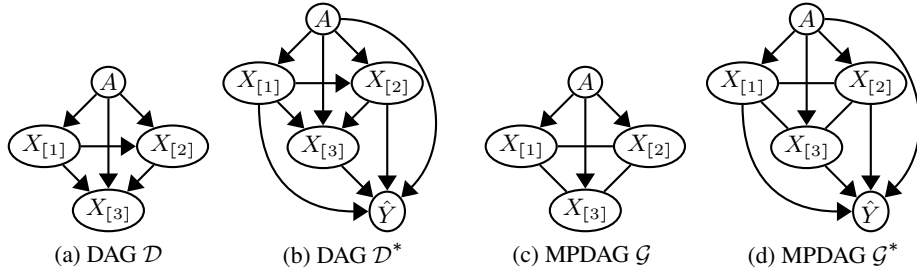 A
X[1]
X[2]
X[3]
(a) DAG 𝒟
A
X[1]
X[2]
X[3]
Ŷ
(b) DAG 𝒟*
A
X[1]
X[2]
X[3]
(c) MPDAG 𝒢
A
X[1]
X[2]
X[3]
Ŷ
(d) MPDAG 𝒢*